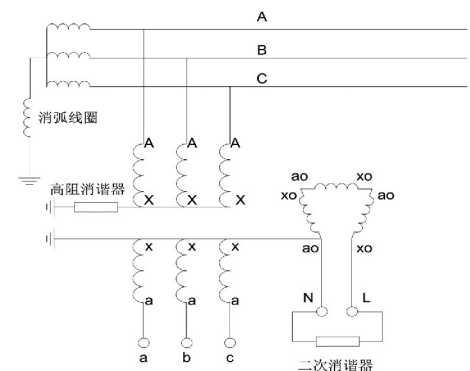 A
B
C
消弧线圈
A A A
高阻消谐器
X X X
ao xo
xo ao
ao xo
x x x
a a a
N L
a b c
二次消谐器